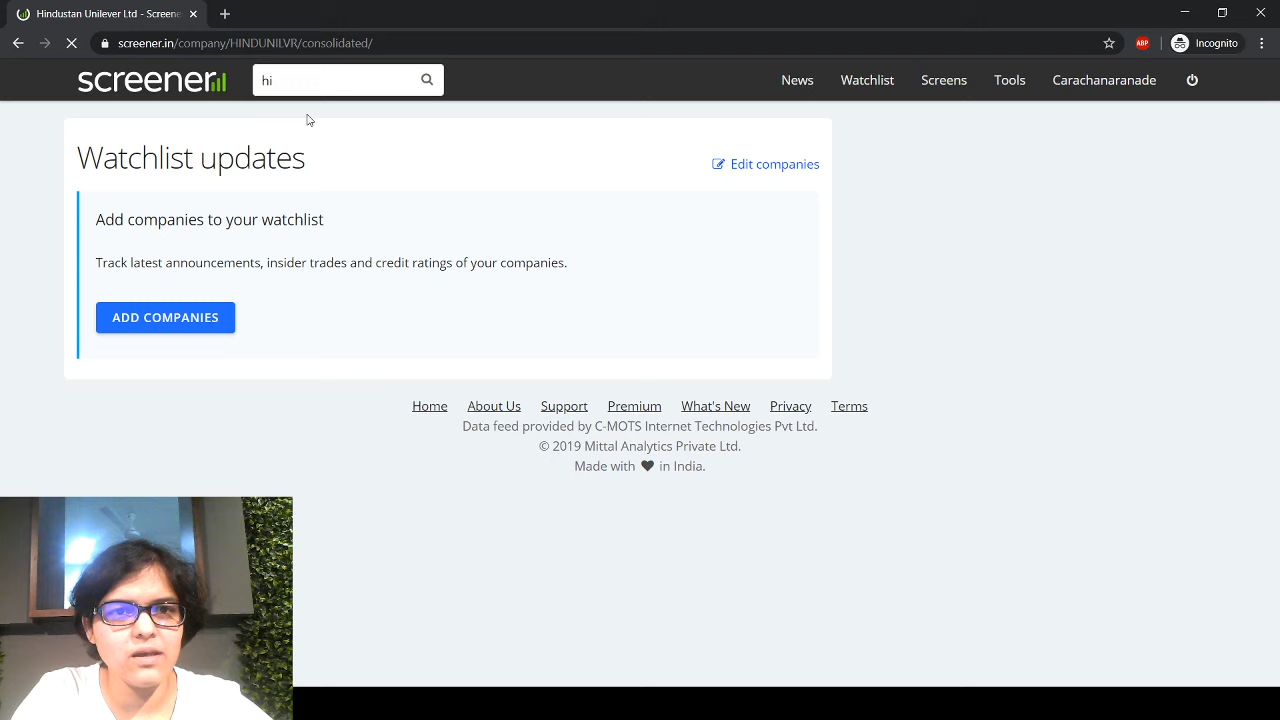 Hindustan Unilever Ltd - Screene
screener.in/company/HINDUNILVR/consolidated/
ABP
Incognito
screener
hi
News
Watchlist
Screens
Tools
Carachanaranade
Watchlist updates
Edit companies
Add companies to your watchlist
Track latest announcements, insider trades and credit ratings of your companies.
ADD COMPANIES
Home About Us Support Premium What's New Privacy Terms
Data feed provided by C-MOTS Internet Technologies Pvt Ltd.
© 2019 Mittal Analytics Private Ltd.
Made with ♥ in India.